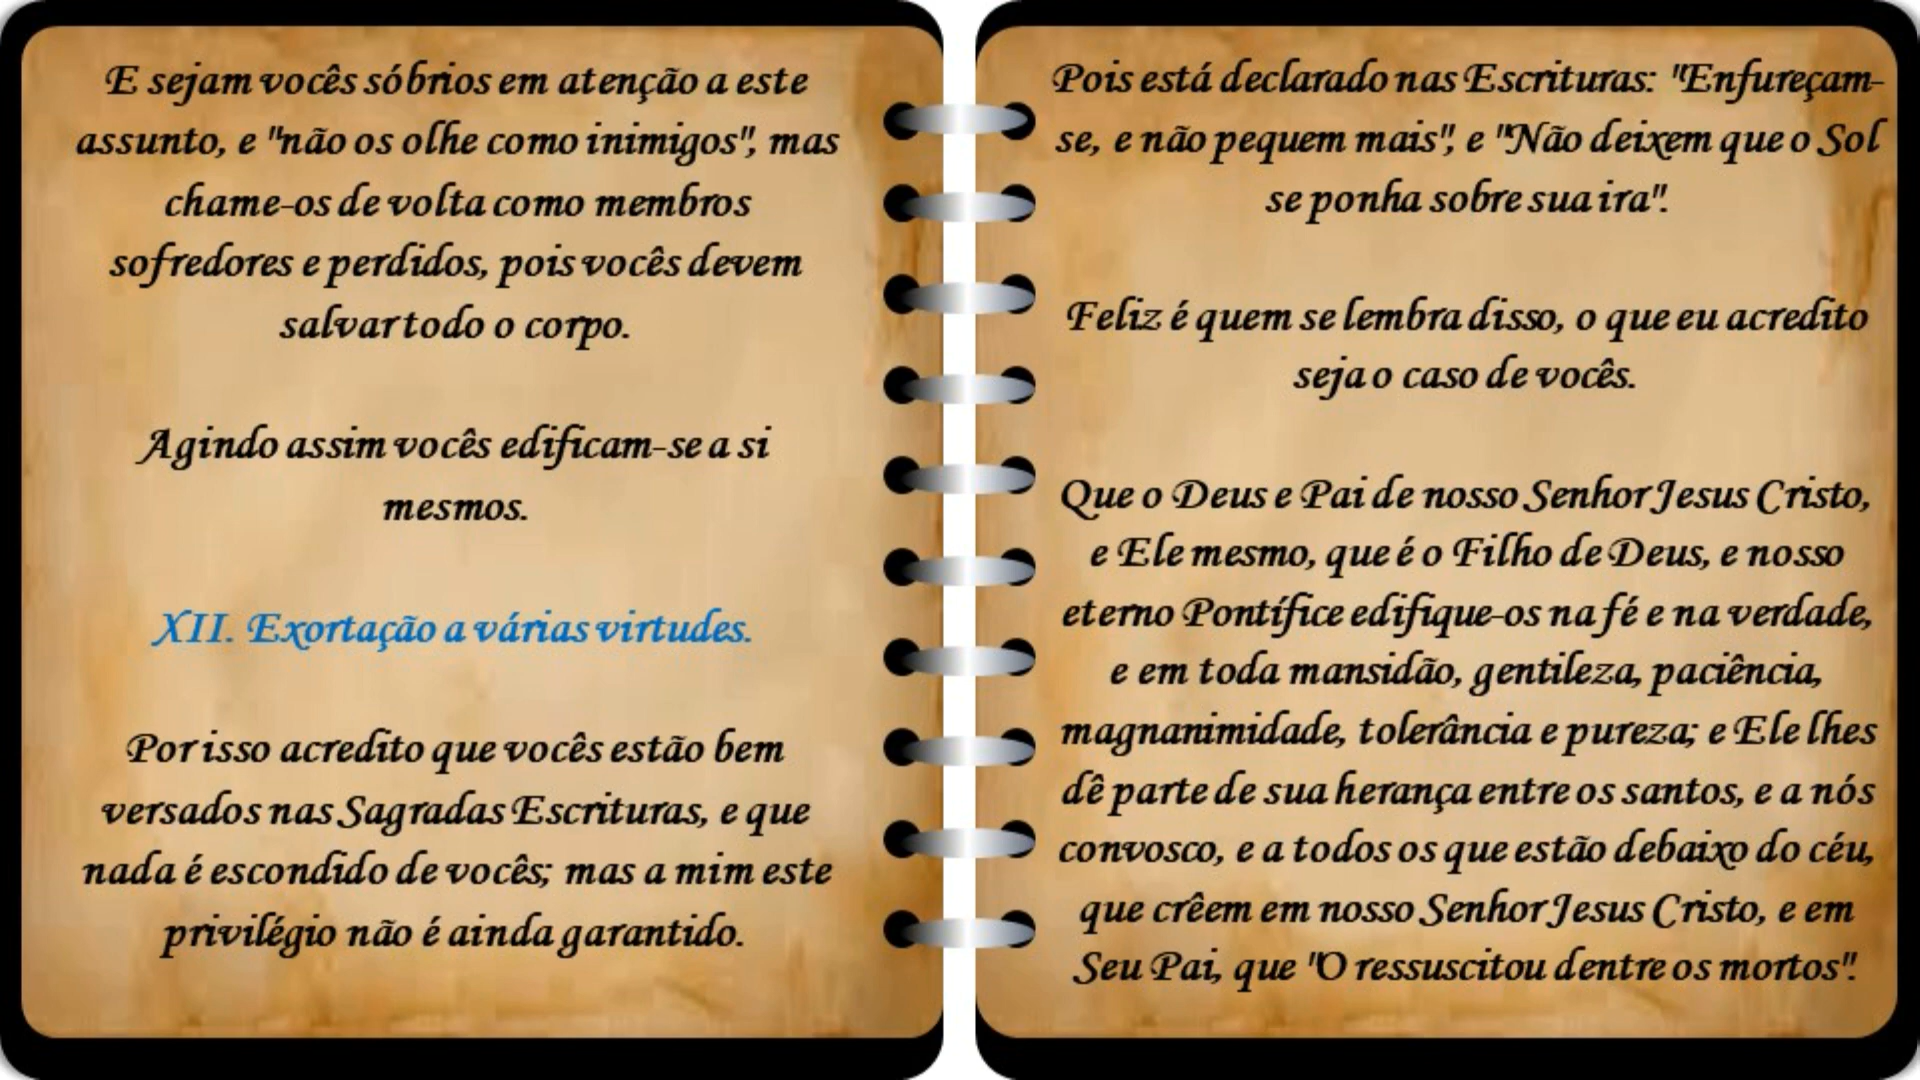 E sejam vocês sóbrios em atenção a este
assunto, e "não os olhe como inimigos", mas
chame-os de volta como membros
sofredores e perdidos, pois vocês devem
salvar todo o corpo.
Agindo assim vocês edificam-se a si
mesmos.
XII. Exortação a várias virtudes.
Por isso acredito que vocês estão bem
versados nas Sagradas Escrituras, e que
nada é escondido de vocês; mas a mim este
privilégio não é ainda garantido.
Pois está declarado nas Escrituras: "Enfureçam-
se, e não pequem mais", e "Não deixem que o Sol
se ponha sobre sua ira".
Feliz é quem se lembra disso, o que eu acredito
seja o caso de vocês.
Que o Deus e Pai de nosso Senhor Jesus Cristo,
e Ele mesmo, que é o Filho de Deus, e nosso
eterno Pontífice edifique-os na fé e na verdade,
e em toda mansidão, gentileza, paciência,
magnanimidade, tolerância e pureza; e Ele lhes
dê parte de sua herança entre os santos, e a nós
convosco, e a todos os que estão debaixo do céu,
que crêem em nosso Senhor Jesus Cristo, e em
Seu Pai, que "O ressuscitou dentre os mortos".